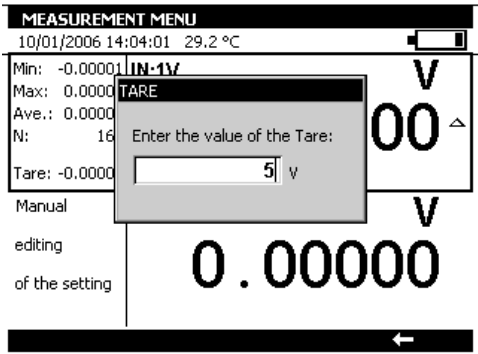 MEASUREMENT MENU
10/01/2006 14:04:01 29.2 °C
Min: -0.00001 IN:1V V
Max: 0.0000
Ave.: 0.0000
N: 16
Tare: -0.0000
00
TARE
Enter the value of the Tare:
5 V
Manual
editing
of the setting
V
0.00000